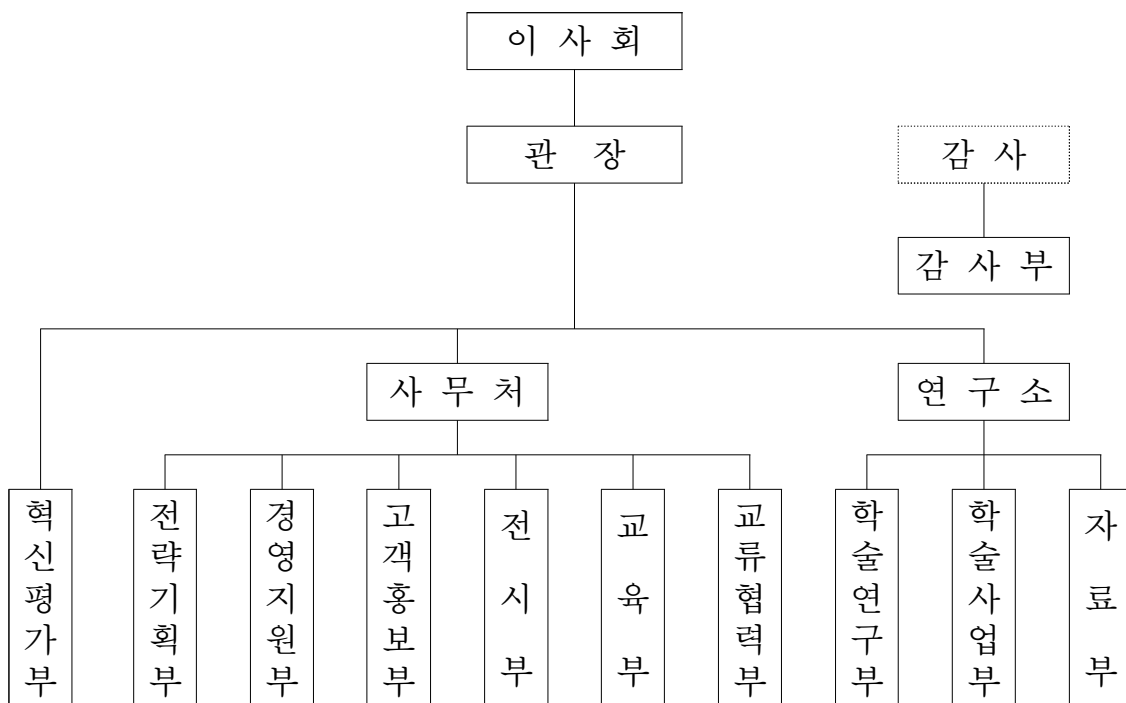 이 사 회
관 장
감 사
감 사 부
사 무 처
연 구 소
혁신평가부
전략기획부
경영지원부
고객홍보부
전시부
교육부
교류협력부
학술연구부
학술사업부
자료부